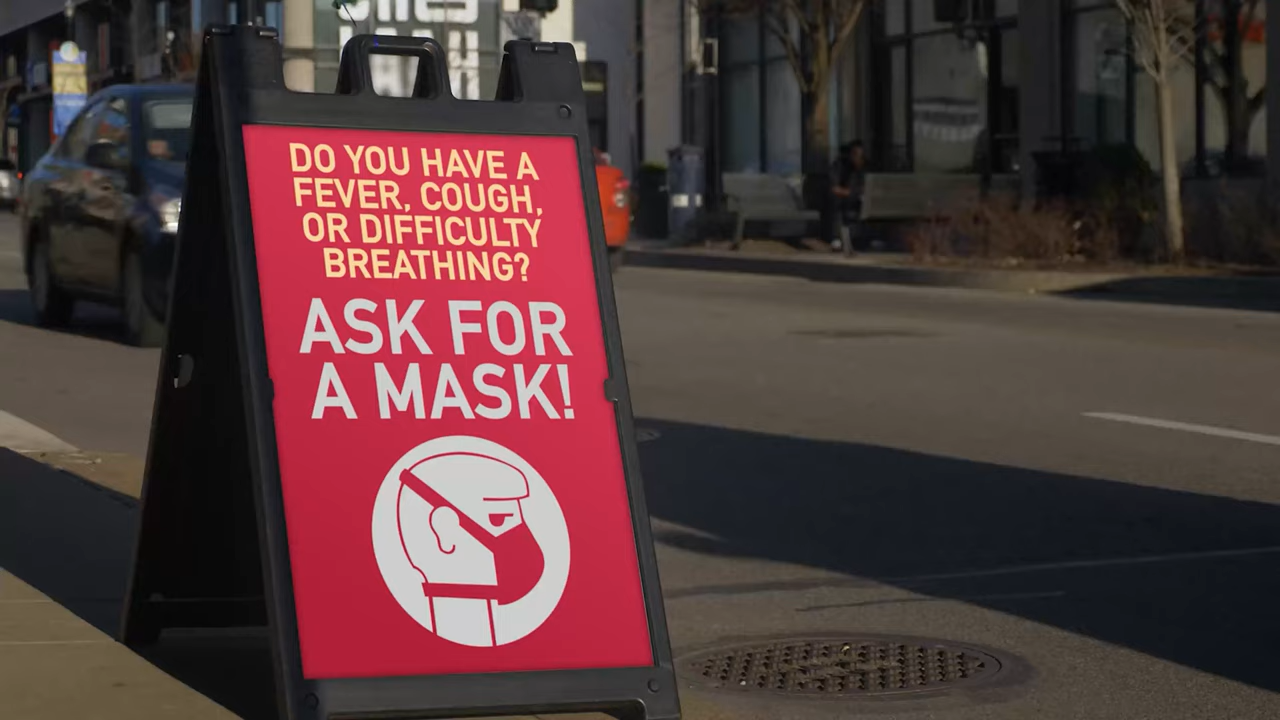 DO YOU HAVE A
FEVER, COUGH,
OR DIFFICULTY
BREATHING?
ASK FOR
A MASK!